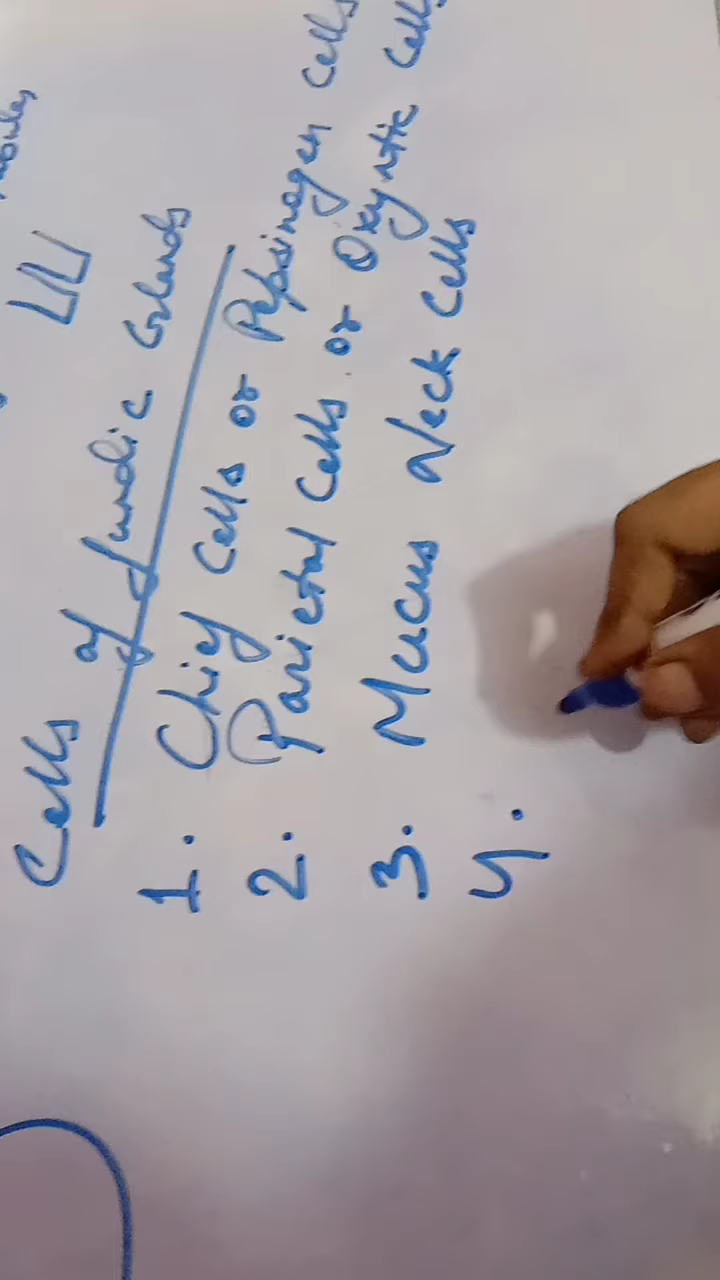 Cells of fundic Glands
1. Chief Cells or Pepsinogen Cells
2. Parietal Cells or Oxyntic Cells
3. Mucus Neck Cells
4.